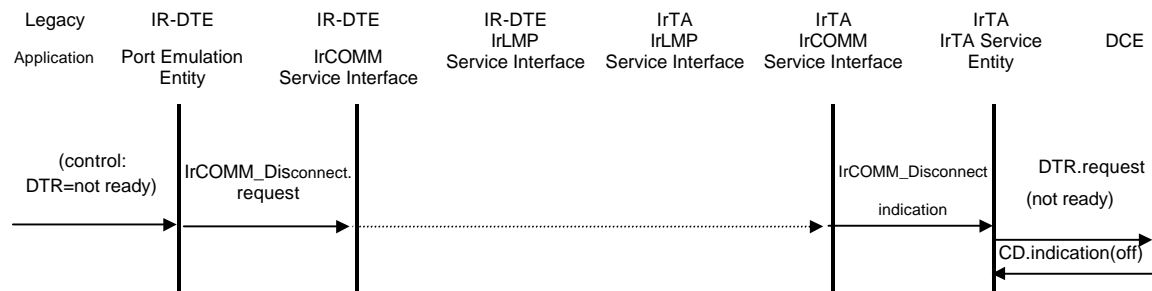 Legacy
Application
IR-DTE
Port Emulation
Entity
IR-DTE
IrCOMM
Service Interface
IR-DTE
IrLMP
Service Interface
IrTA
IrLMP
Service Interface
IrTA
IrCOMM
Service Interface
IrTA
IrTA Service
Entity
DCE
(control:
DTR=not ready)
IrCOMM_Disconnect.
request
IrCOMM_Disconnect
indication
DTR.request
(not ready)
CD.indication(off)